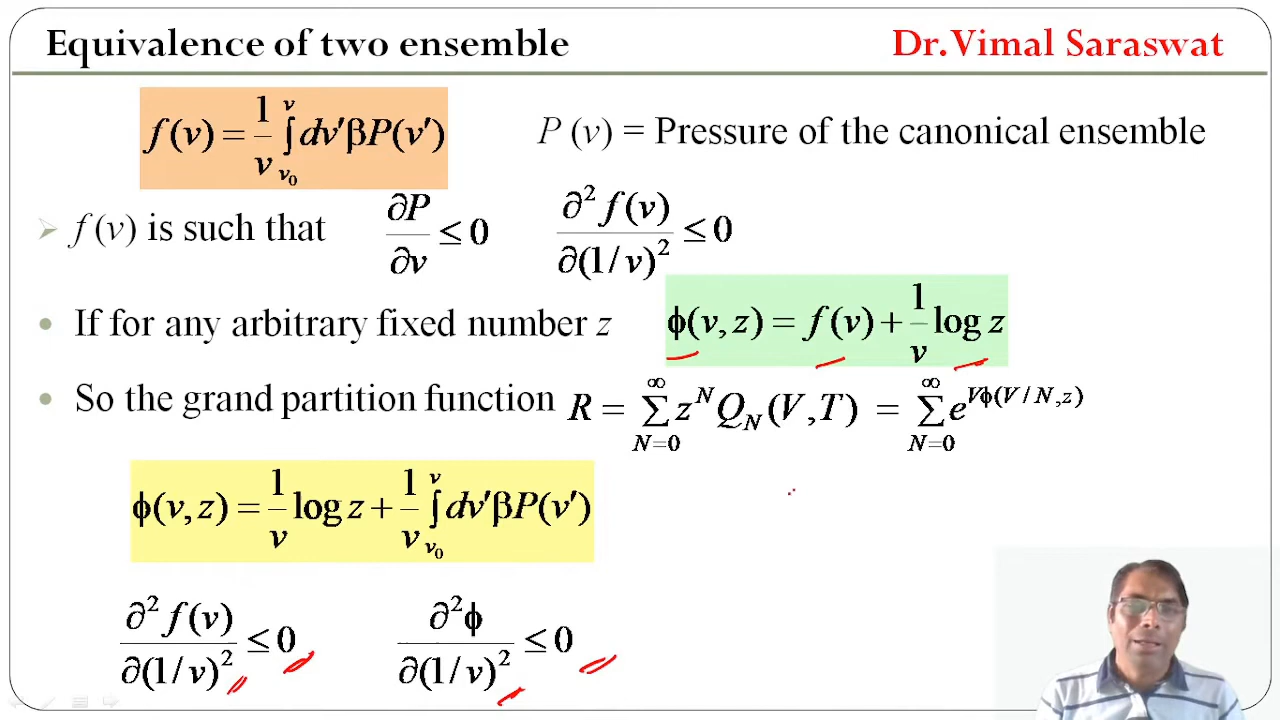 Equivalence of two ensemble Dr. Vimal Saraswat
f(v) = 1/v ∫_{v₀}^{v} dv′βP(v′) P (v) = Pressure of the canonical ensemble
f (v) is such that ∂P/∂v ≤ 0 ∂²f(v)/∂(1/v)² ≤ 0
• If for any arbitrary fixed number z ϕ(v, z) = f(v) + 1/v log z
• So the grand partition function R = ∑_{N=0}^{∞} z^N Q_N (V, T) = ∑_{N=0}^{∞} e^{Vϕ(V/N, z)}
ϕ(v, z) = 1/v log z + 1/v ∫_{v₀}^{v} dv′βP(v′)
∂²f(v)/∂(1/v)² ≤ 0 ∂²ϕ/∂(1/v)² ≤ 0